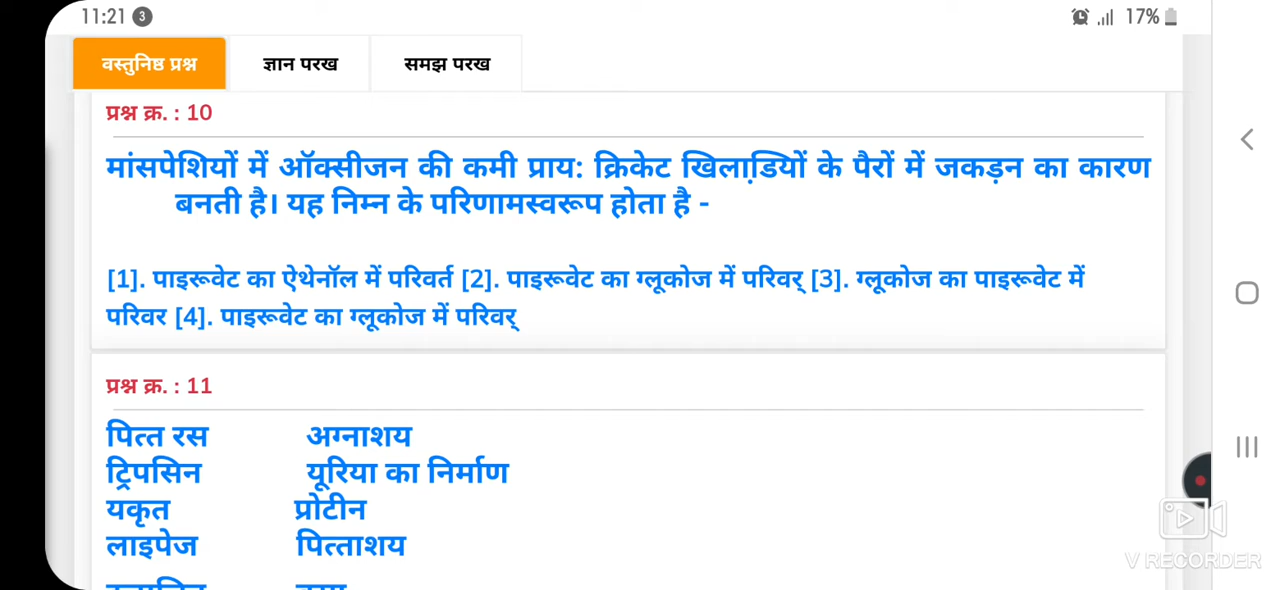 11:21 3 17%
वस्तुनिष्ठ प्रश्न ज्ञान परख समझ परख
प्रश्न क्र. : 10
मांसपेशियों में ऑक्सीजन की कमी प्राय: क्रिकेट खिलाडि़यों के पैरों में जकड़न का कारण
बनती है। यह निम्न के परिणामस्वरूप होता है -
[1]. पाइरूवेट का ऐथेनॉल में परिवर्त [2]. पाइरूवेट का ग्लूकोज में परिवर् [3]. ग्लूकोज का पाइरूवेट में
परिवर [4]. पाइरूवेट का ग्लूकोज में परिवर्
प्रश्न क्र. : 11
पित्त रस अग्नाशय
ट्रिपसिन यूरिया का निर्माण
यकृत प्रोटीन
लाइपेज पित्ताशय
V RECORDER